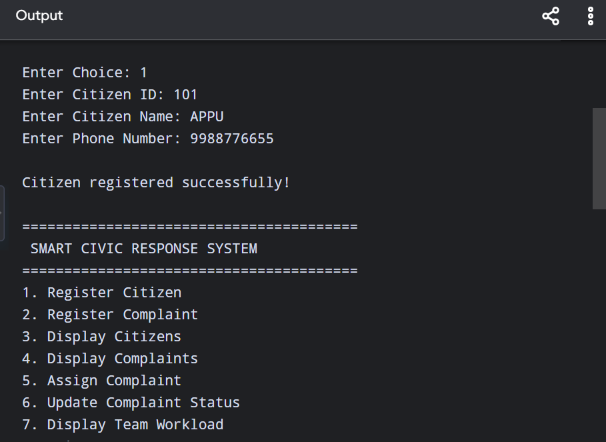 Output
Enter Choice: 1
Enter Citizen ID: 101
Enter Citizen Name: APPU
Enter Phone Number: 9988776655
Citizen registered successfully!
========================================
SMART CIVIC RESPONSE SYSTEM
========================================
1. Register Citizen
2. Register Complaint
3. Display Citizens
4. Display Complaints
5. Assign Complaint
6. Update Complaint Status
7. Display Team Workload